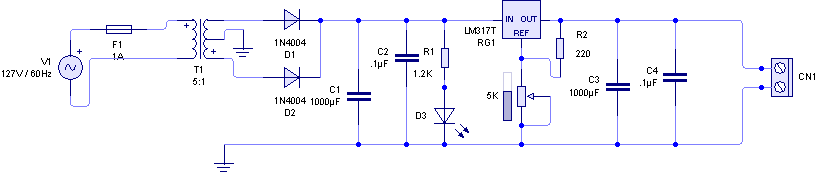 V1
127V / 60Hz
F1
1A
T1
5:1
1N4004
D1
1N4004
D2
C1
1000µF
C2
.1µF
R1
1.2K
D3
LM317T
RG1
IN OUT
REF
5K
R2
220
C3
1000µF
C4
.1µF
CN1